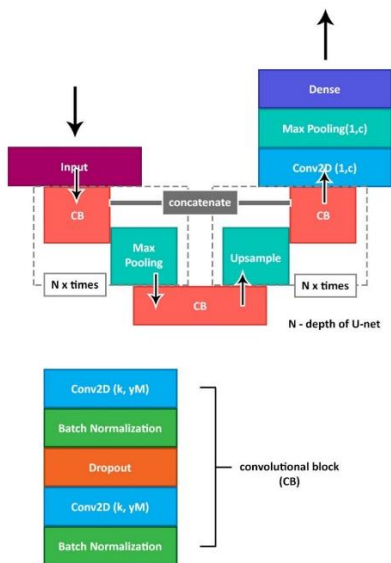 Dense
Max Pooling(1,c)
Input
Conv2D (1,c)
concatenate
CB
CB
Max
Pooling
Upsample
N x times
N x times
CB
N - depth of U-net
Conv2D (k, yM)
Batch Normalization
Dropout
Conv2D (k, yM)
Batch Normalization
convolutional block
(CB)